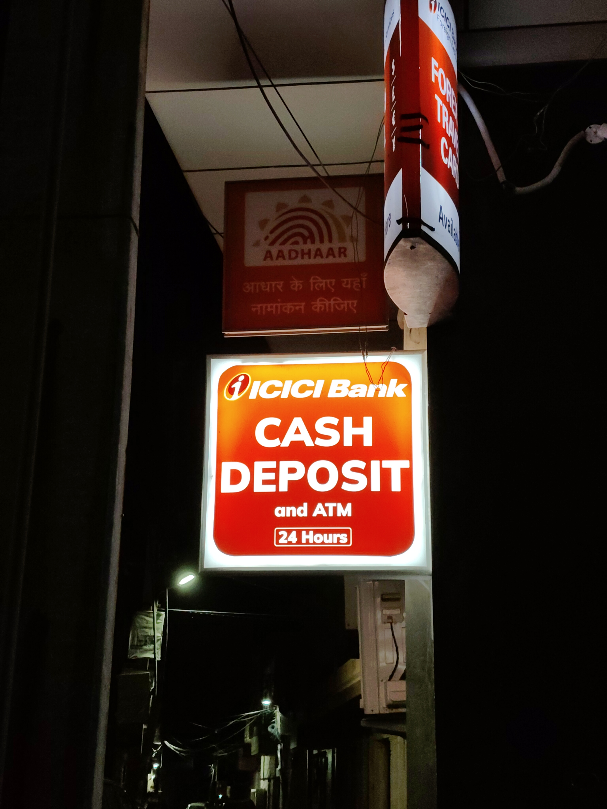 AADHAAR
आधार के लिए यहाँ
नामांकन कीजिए
ICICI Bank
CASH
DEPOSIT
and ATM
24 Hours